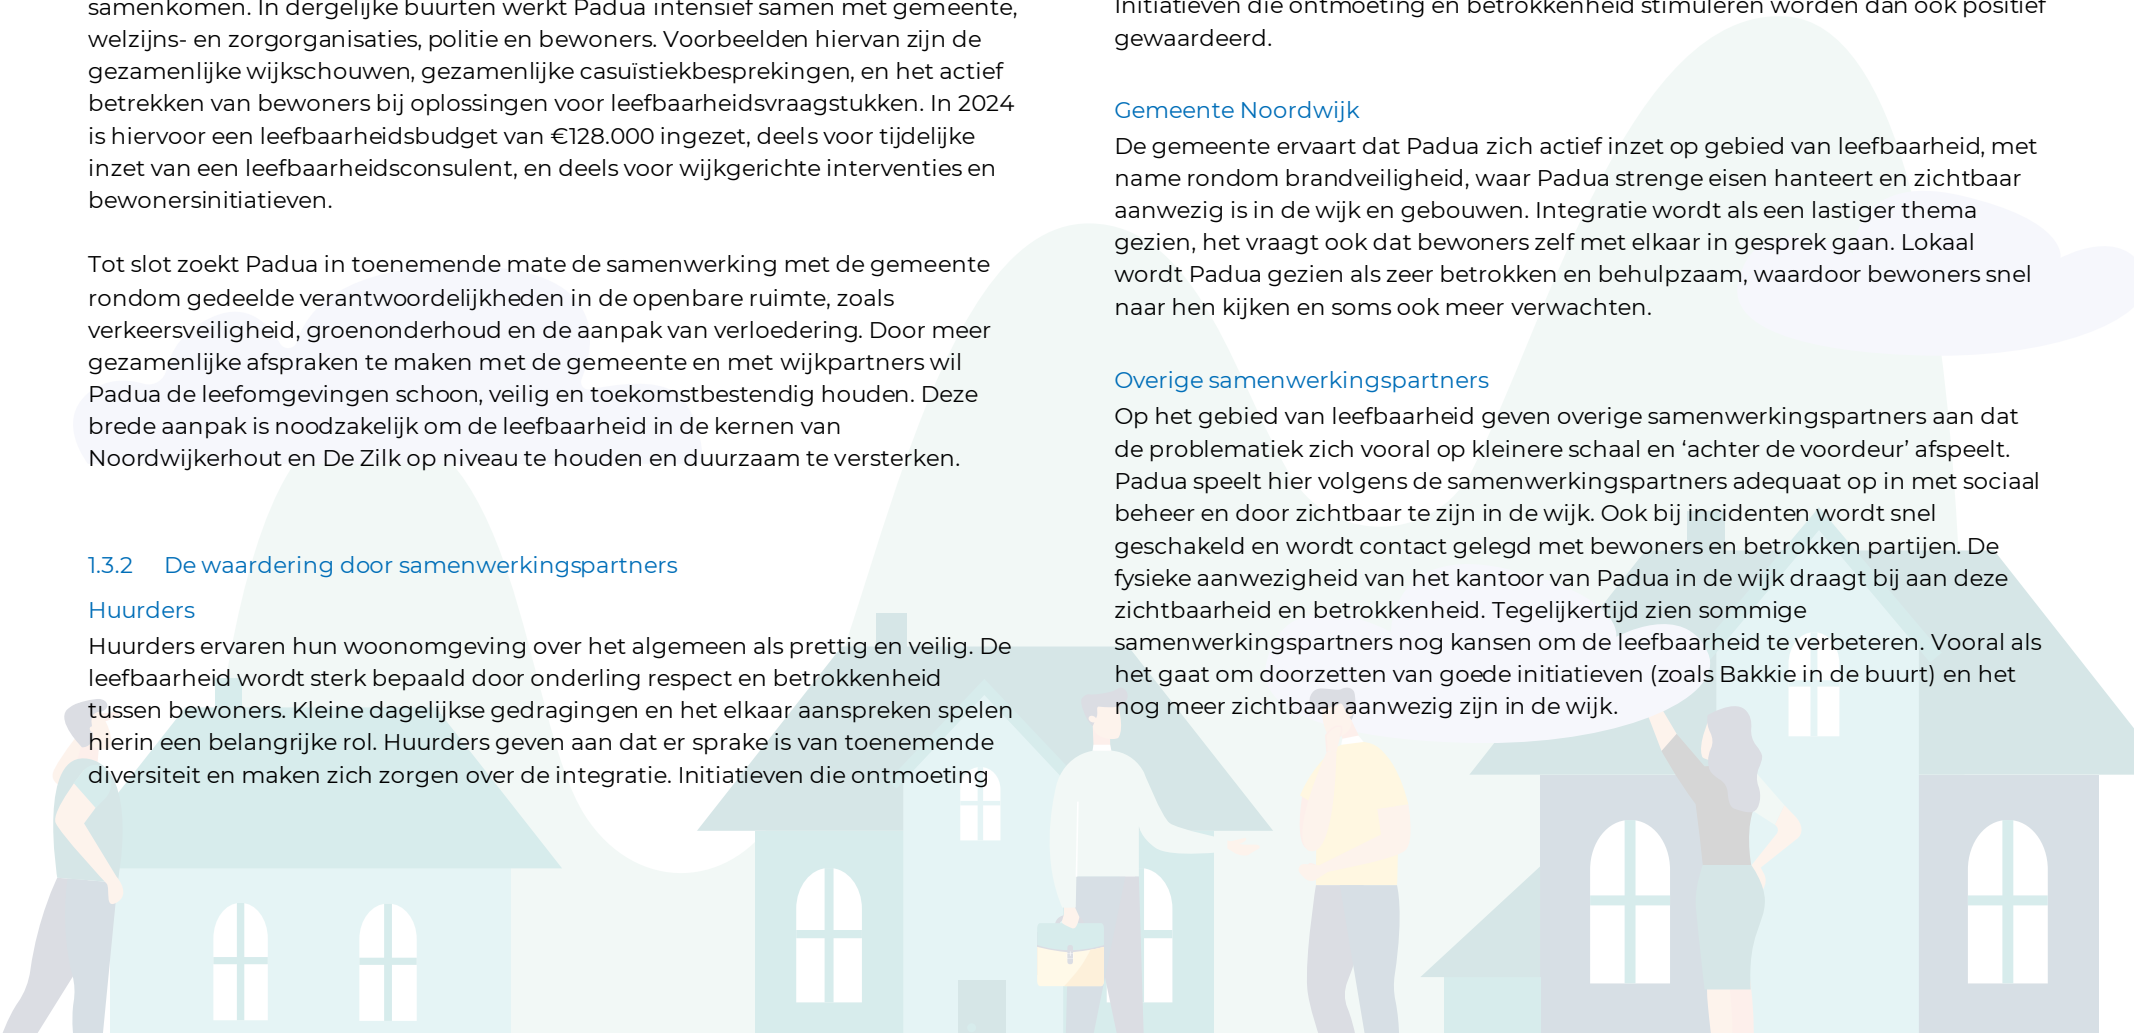 samenkomen. In dergelijke buurten werkt Padua intensief samen met gemeente,
welzijns- en zorgorganisaties, politie en bewoners. Voorbeelden hiervan zijn de
gezamenlijke wijkschouwen, gezamenlijke casuïstiekbesprekingen, en het actief
betrekken van bewoners bij oplossingen voor leefbaarheidsvraagstukken. In 2024
is hiervoor een leefbaarheidsbudget van €128.000 ingezet, deels voor tijdelijke
inzet van een leefbaarheidsconsulent, en deels voor wijkgerichte interventies en
bewonersinitiatieven.
Tot slot zoekt Padua in toenemende mate de samenwerking met de gemeente
rondom gedeelde verantwoordelijkheden in de openbare ruimte, zoals
verkeersveiligheid, groenonderhoud en de aanpak van verloedering. Door meer
gezamenlijke afspraken te maken met de gemeente en met wijkpartners wil
Padua de leefomgevingen schoon, veilig en toekomstbestendig houden. Deze
brede aanpak is noodzakelijk om de leefbaarheid in de kernen van
Noordwijkerhout en De Zilk op niveau te houden en duurzaam te versterken.
1.3.2 De waardering door samenwerkingspartners
Huurders
Huurders ervaren hun woonomgeving over het algemeen als prettig en veilig. De
leefbaarheid wordt sterk bepaald door onderling respect en betrokkenheid
tussen bewoners. Kleine dagelijkse gedragingen en het elkaar aanspreken spelen
hierin een belangrijke rol. Huurders geven aan dat er sprake is van toenemende
diversiteit en maken zich zorgen over de integratie. Initiatieven die ontmoeting
Initiatieven die ontmoeting en betrokkenheid stimuleren worden dan ook positief
gewaardeerd.
Gemeente Noordwijk
De gemeente ervaart dat Padua zich actief inzet op gebied van leefbaarheid, met
name rondom brandveiligheid, waar Padua strenge eisen hanteert en zichtbaar
aanwezig is in de wijk en gebouwen. Integratie wordt als een lastiger thema
gezien, het vraagt ook dat bewoners zelf met elkaar in gesprek gaan. Lokaal
wordt Padua gezien als zeer betrokken en behulpzaam, waardoor bewoners snel
naar hen kijken en soms ook meer verwachten.
Overige samenwerkingspartners
Op het gebied van leefbaarheid geven overige samenwerkingspartners aan dat
de problematiek zich vooral op kleinere schaal en ‘achter de voordeur’ afspeelt.
Padua speelt hier volgens de samenwerkingspartners adequaat op in met sociaal
beheer en door zichtbaar te zijn in de wijk. Ook bij incidenten wordt snel
geschakeld en wordt contact gelegd met bewoners en betrokken partijen. De
fysieke aanwezigheid van het kantoor van Padua in de wijk draagt bij aan deze
zichtbaarheid en betrokkenheid. Tegelijkertijd zien sommige
samenwerkingspartners nog kansen om de leefbaarheid te verbeteren. Vooral als
het gaat om doorzetten van goede initiatieven (zoals Bakkie in de buurt) en het
nog meer zichtbaar aanwezig zijn in de wijk.